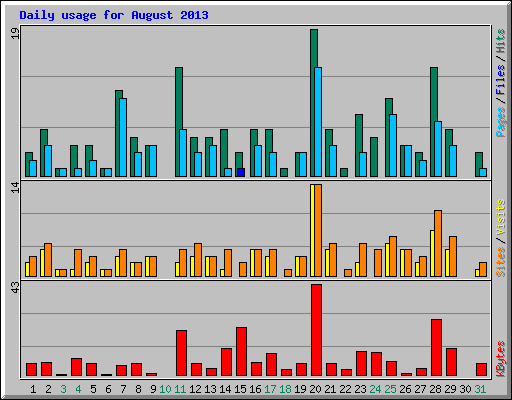 Daily usage for August 2013
19
Pages / Files / Hits
14
Sites / Visits
43
KBytes
1 2 3 4 5 6 7 8 9 10 11 12 13 14 15 16 17 18 19 20 21 22 23 24 25 26 27 28 29 30 31